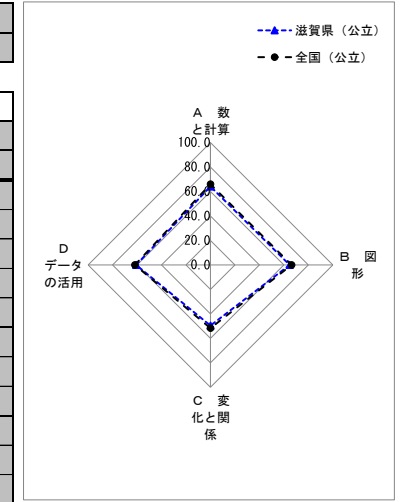 滋賀県（公立）
全国（公立）
A　数
と計算
100.0
80.0
60.0
40.0
20.0
0.0
B　図
形
C　変
化と関
係
D
データ
の活用